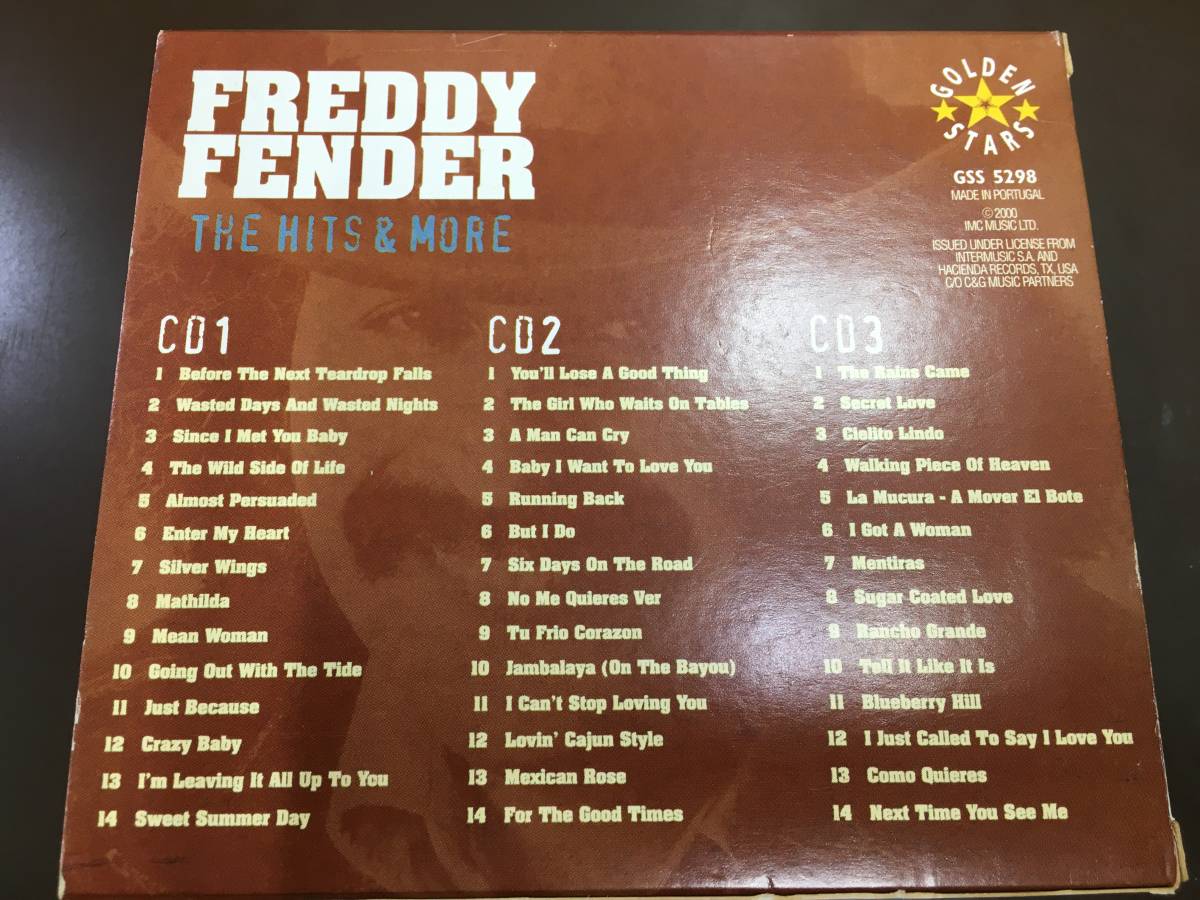 FREDDY
FENDER
THE HITS & MORE
GOLDEN
STARS
GSS 5298
MADE IN PORTUGAL
© 2000
IMC MUSIC LTD.
ISSUED UNDER LICENSE FROM
INTERMUSIC S.A. AND
HACIENDA RECORDS, TX, USA
C/O C&G MUSIC PARTNERS
CD1
1 Before The Next Teardrop Falls
2 Wasted Days And Wasted Nights
3 Since I Met You Baby
4 The Wild Side Of Life
5 Almost Persuaded
6 Enter My Heart
7 Silver Wings
8 Mathilda
9 Mean Woman
10 Going Out With The Tide
11 Just Because
12 Crazy Baby
13 I'm Leaving It All Up To You
14 Sweet Summer Day
CD2
1 You'll Lose A Good Thing
2 The Girl Who Waits On Tables
3 A Man Can Cry
4 Baby I Want To Love You
5 Running Back
6 But I Do
7 Six Days On The Road
8 No Me Quieres Ver
9 Tu Frio Corazon
10 Jambalaya (On The Bayou)
11 I Can't Stop Loving You
12 Lovin' Cajun Style
13 Mexican Rose
14 For The Good Times
CD3
1 The Rains Came
2 Secret Love
3 Cielito Lindo
4 Walking Piece Of Heaven
5 La Mucura - A Mover El Bote
6 I Got A Woman
7 Mentiras
8 Sugar Coated Love
9 Rancho Grande
10 Tell It Like It Is
11 Blueberry Hill
12 I Just Called To Say I Love You
13 Como Quieres
14 Next Time You See Me